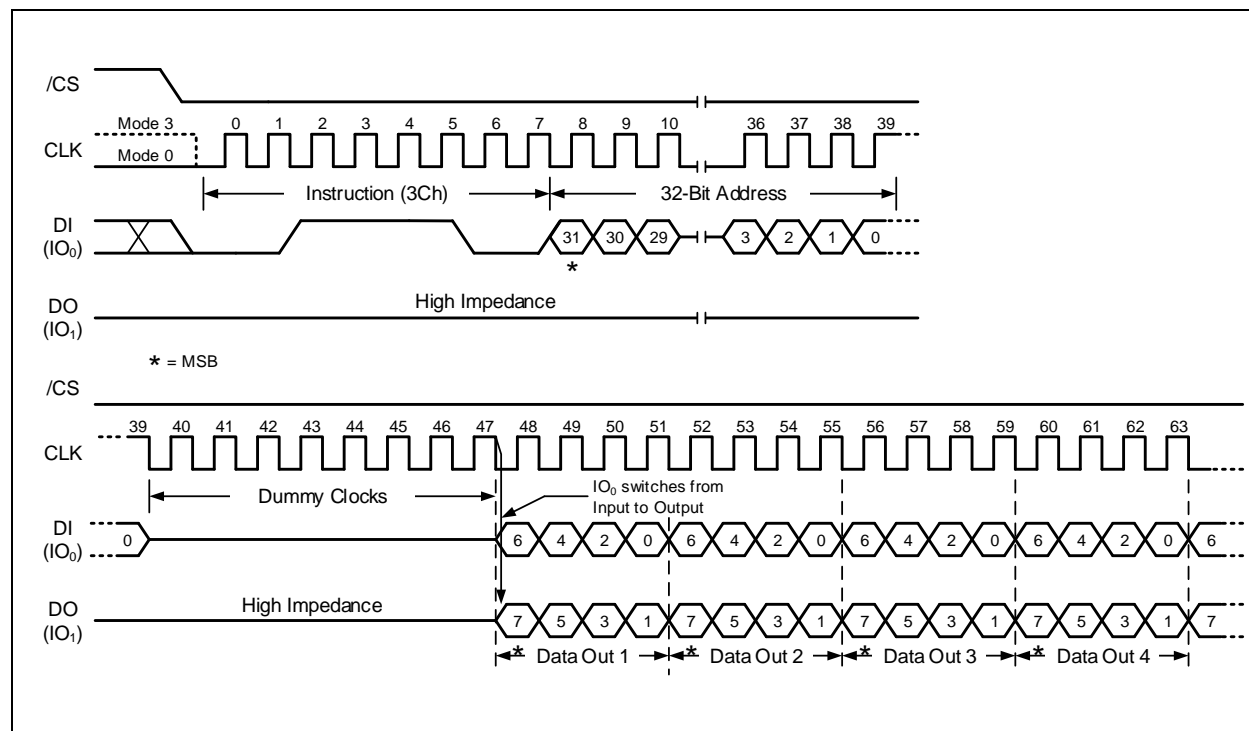 /CS
Mode 3 0 1 2 3 4 5 6 7 8 9 10 36 37 38 39
CLK
Mode 0
Instruction (3Ch) 32-Bit Address
DI
(IO₀) 31 30 29 3 2 1 0
*
DO High Impedance
(IO₁)
* = MSB
/CS
39 40 41 42 43 44 45 46 47 48 49 50 51 52 53 54 55 56 57 58 59 60 61 62 63
CLK
Dummy Clocks IO₀ switches from
Input to Output
DI
(IO₀) 0 6 4 2 0 6 4 2 0 6 4 2 0 6 4 2 0 6
DO High Impedance 7 5 3 1 7 5 3 1 7 5 3 1 7 5 3 1 7
(IO₁)
* Data Out 1 * Data Out 2 * Data Out 3 * Data Out 4